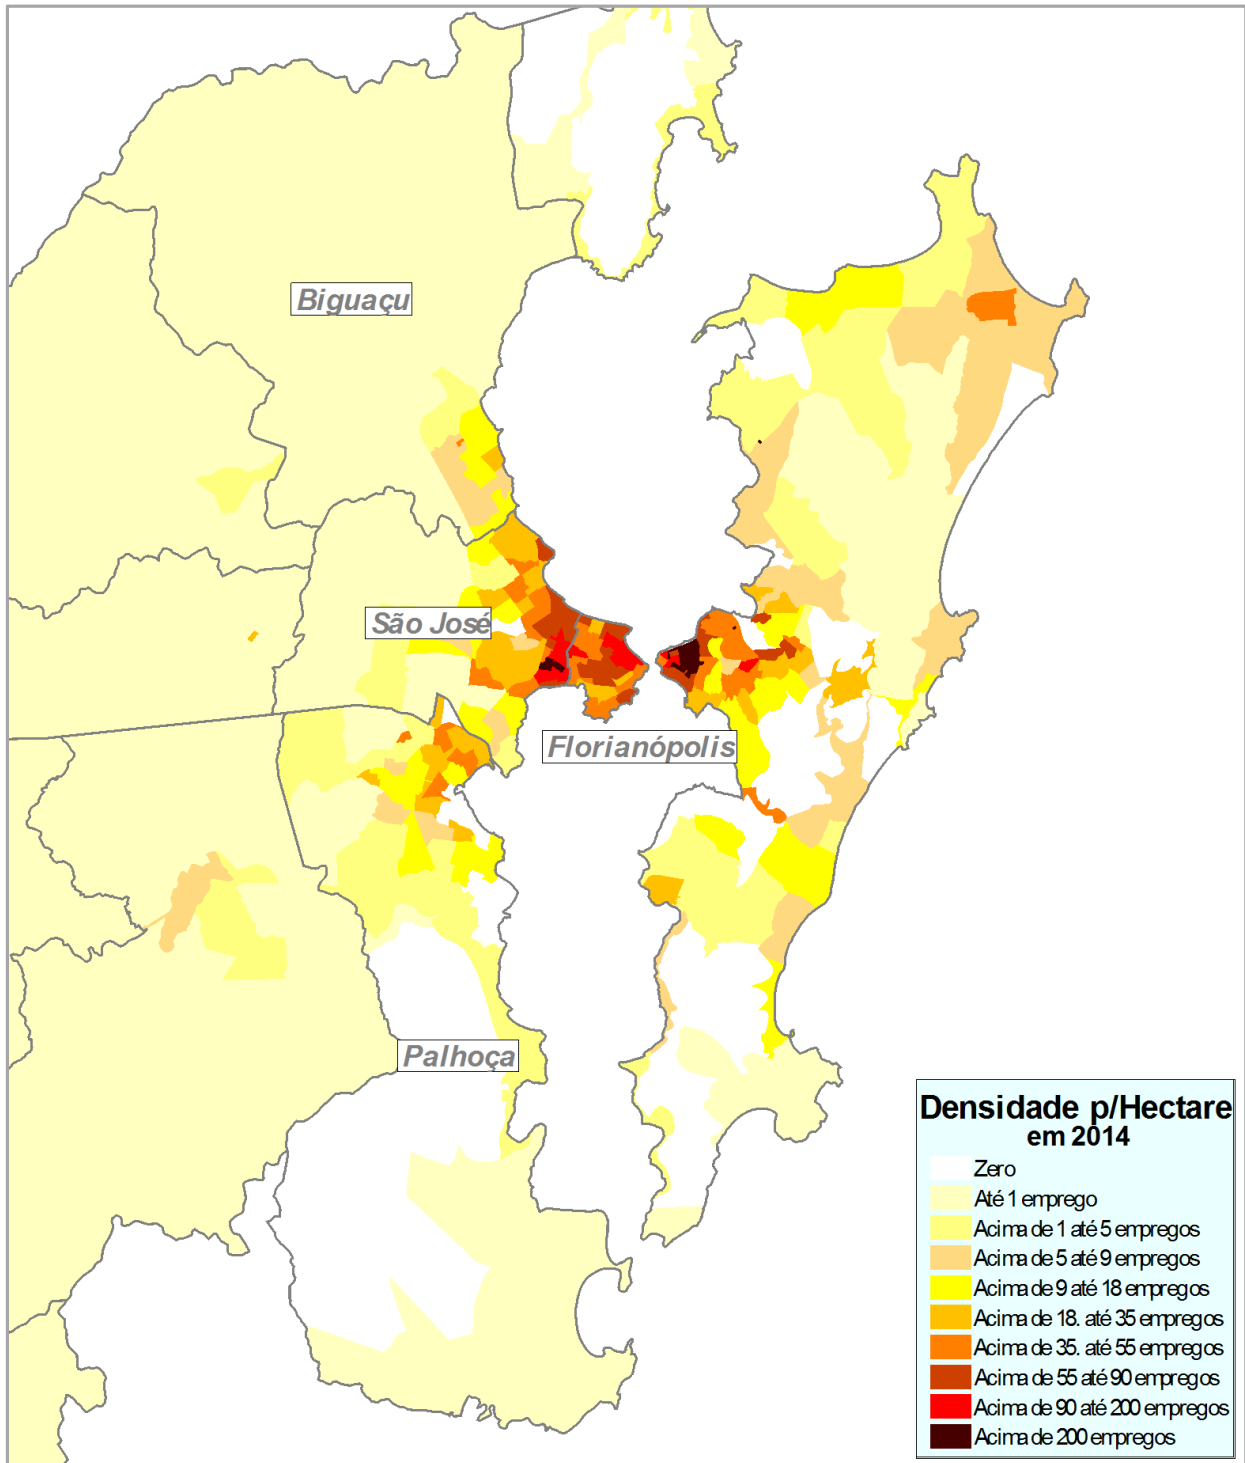 Biguaçu
São José
Florianópolis
Palhoça
Densidade p/Hectare
em 2014
Zero
Até 1 emprego
Acima de 1 até 5 empregos
Acima de 5 até 9 empregos
Acima de 9 até 18 empregos
Acima de 18. até 35 empregos
Acima de 35. até 55 empregos
Acima de 55 até 90 empregos
Acima de 90 até 200 empregos
Acima de 200 empregos